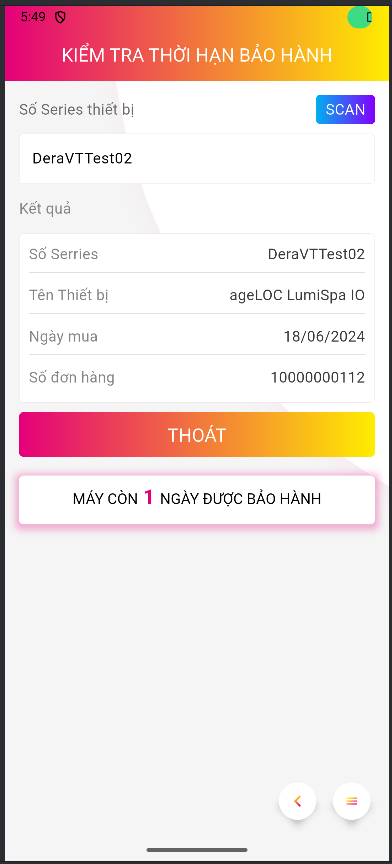 5:49
KIỂM TRA THỜI HẠN BẢO HÀNH
Số Series thiết bị
SCAN
DeraVTTest02
Kết quả
Số Serries DeraVTTest02
Tên Thiết bị ageLOC LumiSpa IO
Ngày mua 18/06/2024
Số đơn hàng 10000000112
THOÁT
MÁY CÒN 1 NGÀY ĐƯỢC BẢO HÀNH